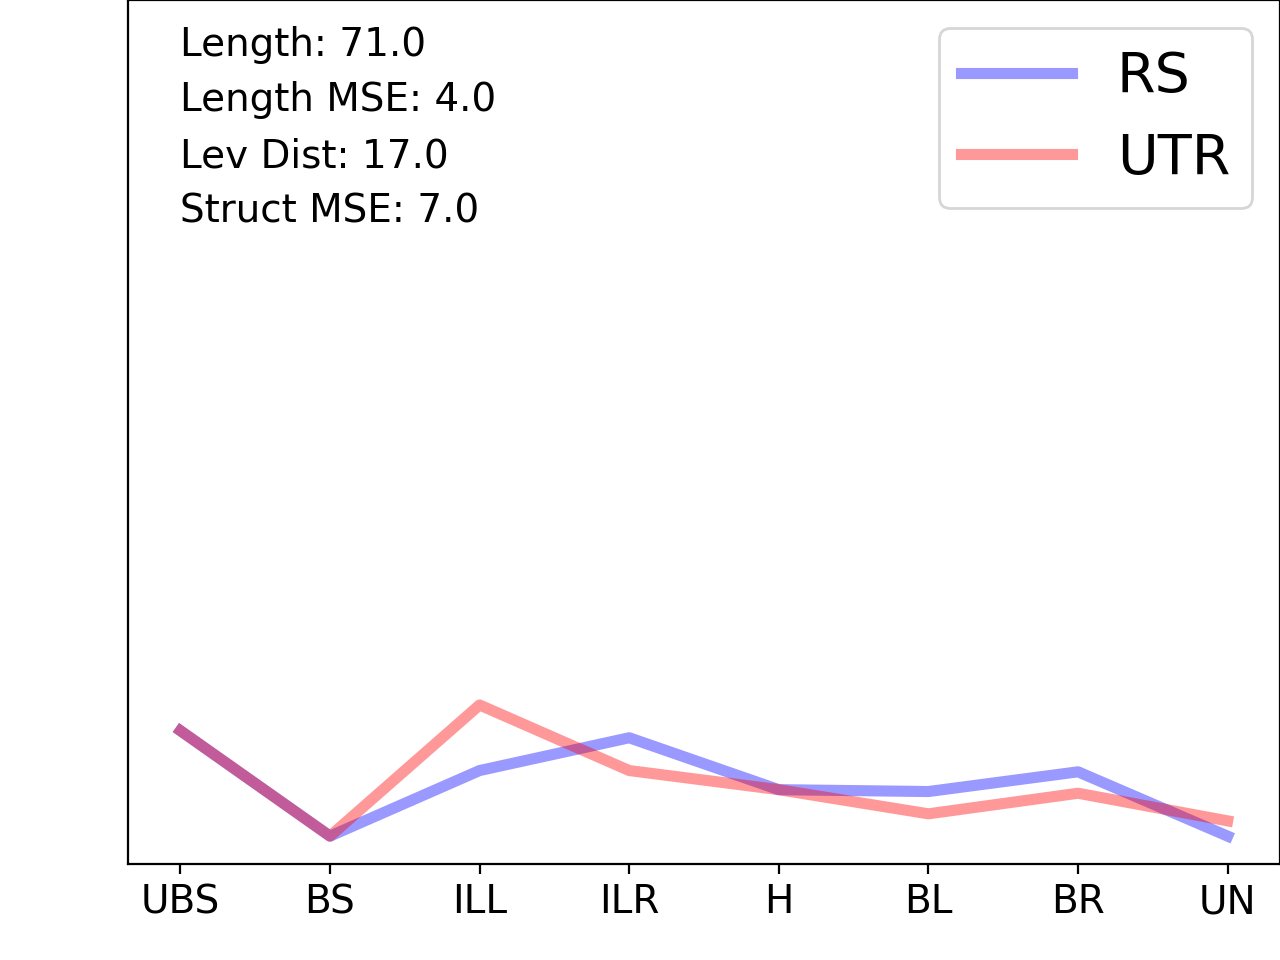 Length: 71.0
Length MSE: 4.0
Lev Dist: 17.0
Struct MSE: 7.0
RS
UTR
UBS BS ILL ILR H BL BR UN